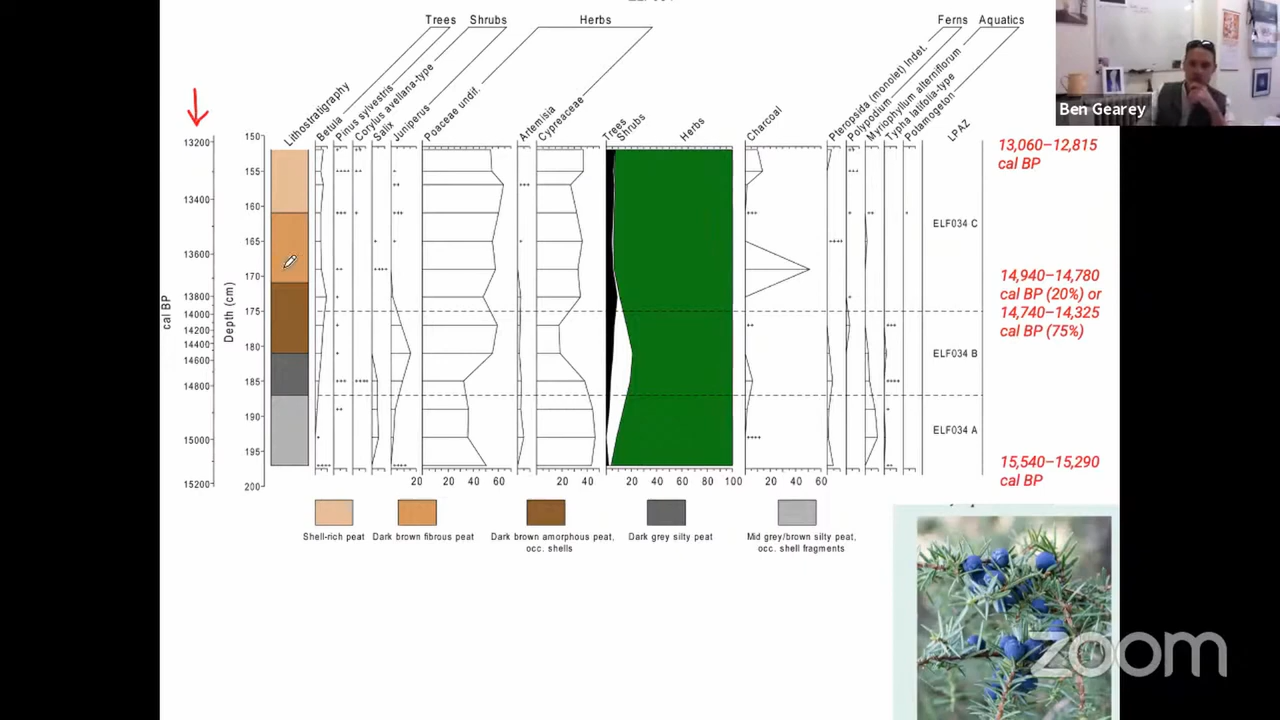 Trees Shrubs Herbs Ferns Aquatics
Lithostratigraphy
Betula
Pinus sylvestris
Corylus avellana-type
Salix
Juniperus
Poaceae undif.
Artemisia
Cyperaceae
Trees
Shrubs
Herbs
Charcoal
Pteropsida (monolet) Indet.
Polypodium
Myriophyllum alterniflorum
Typha latifolia-type
Potamogeton
LPAZ
Ben Gearey
cal BP
13200
13400
13600
13800
14000
14200
14400
14600
14800
15000
15200
Depth (cm)
150
155
160
165
170
175
180
185
190
195
200
ELF034 C
ELF034 B
ELF034 A
13,060–12,815
cal BP
14,940–14,780
cal BP (20%) or
14,740–14,325
cal BP (75%)
15,540–15,290
cal BP
20 20 40 60 20 40 20 40 60 80 100 20 40 60
Shell-rich peat
Dark brown fibrous peat
Dark brown amorphous peat,
occ. shells
Dark grey silty peat
Mid grey/brown silty peat,
occ. shell fragments
zoom